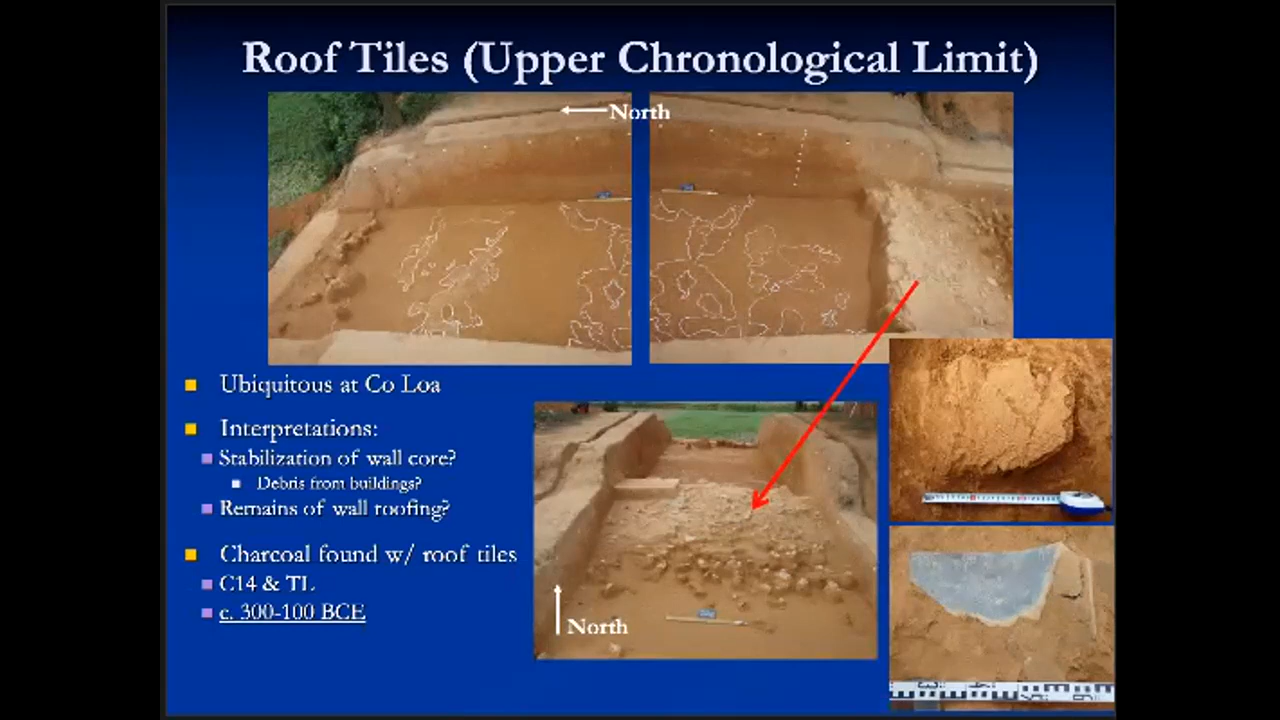 Roof Tiles (Upper Chronological Limit)
North
Ubiquitous at Co Loa
Interpretations:
Stabilization of wall core?
Debris from buildings?
Remains of wall roofing?
Charcoal found w/ roof tiles
C14 & TL
c. 300-100 BCE
North